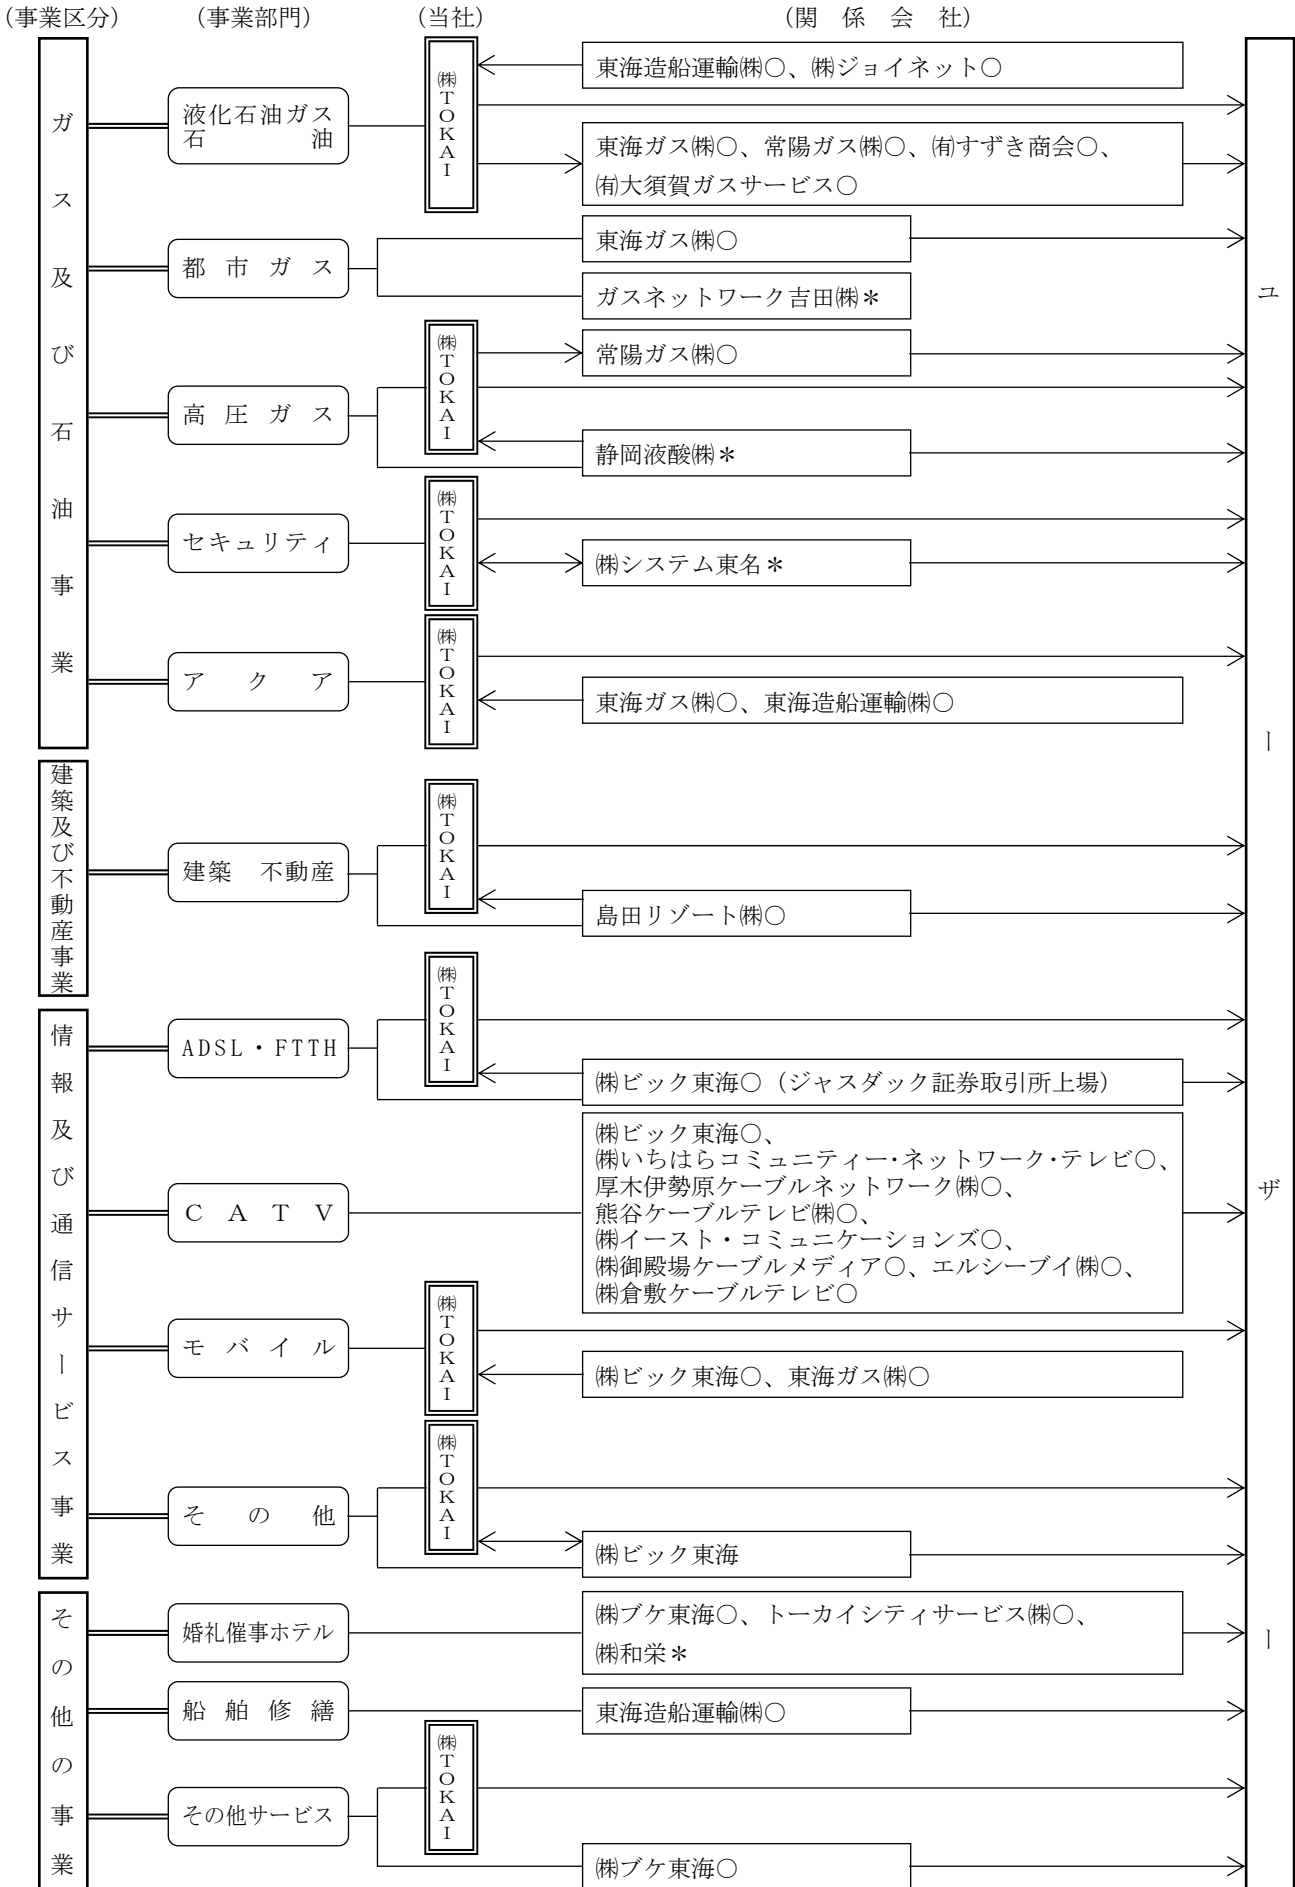 (事業区分) (事業部門) (当社) (関 係 会 社)
ガス及び石油事業
液化石油ガス
石 油
㈱TOKAI
東海造船運輸㈱○、㈱ジョイネット○
東海ガス㈱○、常陽ガス㈱○、㈲すずき商会○、
㈲大須賀ガスサービス○
都 市 ガ ス
東海ガス㈱○
ガスネットワーク吉田㈱＊
高 圧 ガ ス
㈱TOKAI
常陽ガス㈱○
静岡液酸㈱＊
セキュリティ
㈱TOKAI
㈱システム東名＊
ア ク ア
㈱TOKAI
東海ガス㈱○、東海造船運輸㈱○
建築及び不動産事業
建築 不動産
㈱TOKAI
島田リゾート㈱○
情報及び通信サービス事業
ADSL・FTTH
㈱TOKAI
㈱ビック東海○（ジャスダック証券取引所上場）
C A T V
㈱ビック東海○、
㈱いちはらコミュニティー・ネットワーク・テレビ○、
厚木伊勢原ケーブルネットワーク㈱○、
熊谷ケーブルテレビ㈱○、
㈱イースト・コミュニケーションズ○、
㈱御殿場ケーブルメディア○、エルシーブイ㈱○、
㈱倉敷ケーブルテレビ○
モ バ イ ル
㈱TOKAI
㈱ビック東海○、東海ガス㈱○
そ の 他
㈱TOKAI
㈱ビック東海
その他の事業
婚礼催事ホテル
㈱ブケ東海○、トーカイシティサービス㈱○、
㈱和栄＊
船 舶 修 繕
東海造船運輸㈱○
その他サービス
㈱TOKAI
㈱ブケ東海○
ユーザー